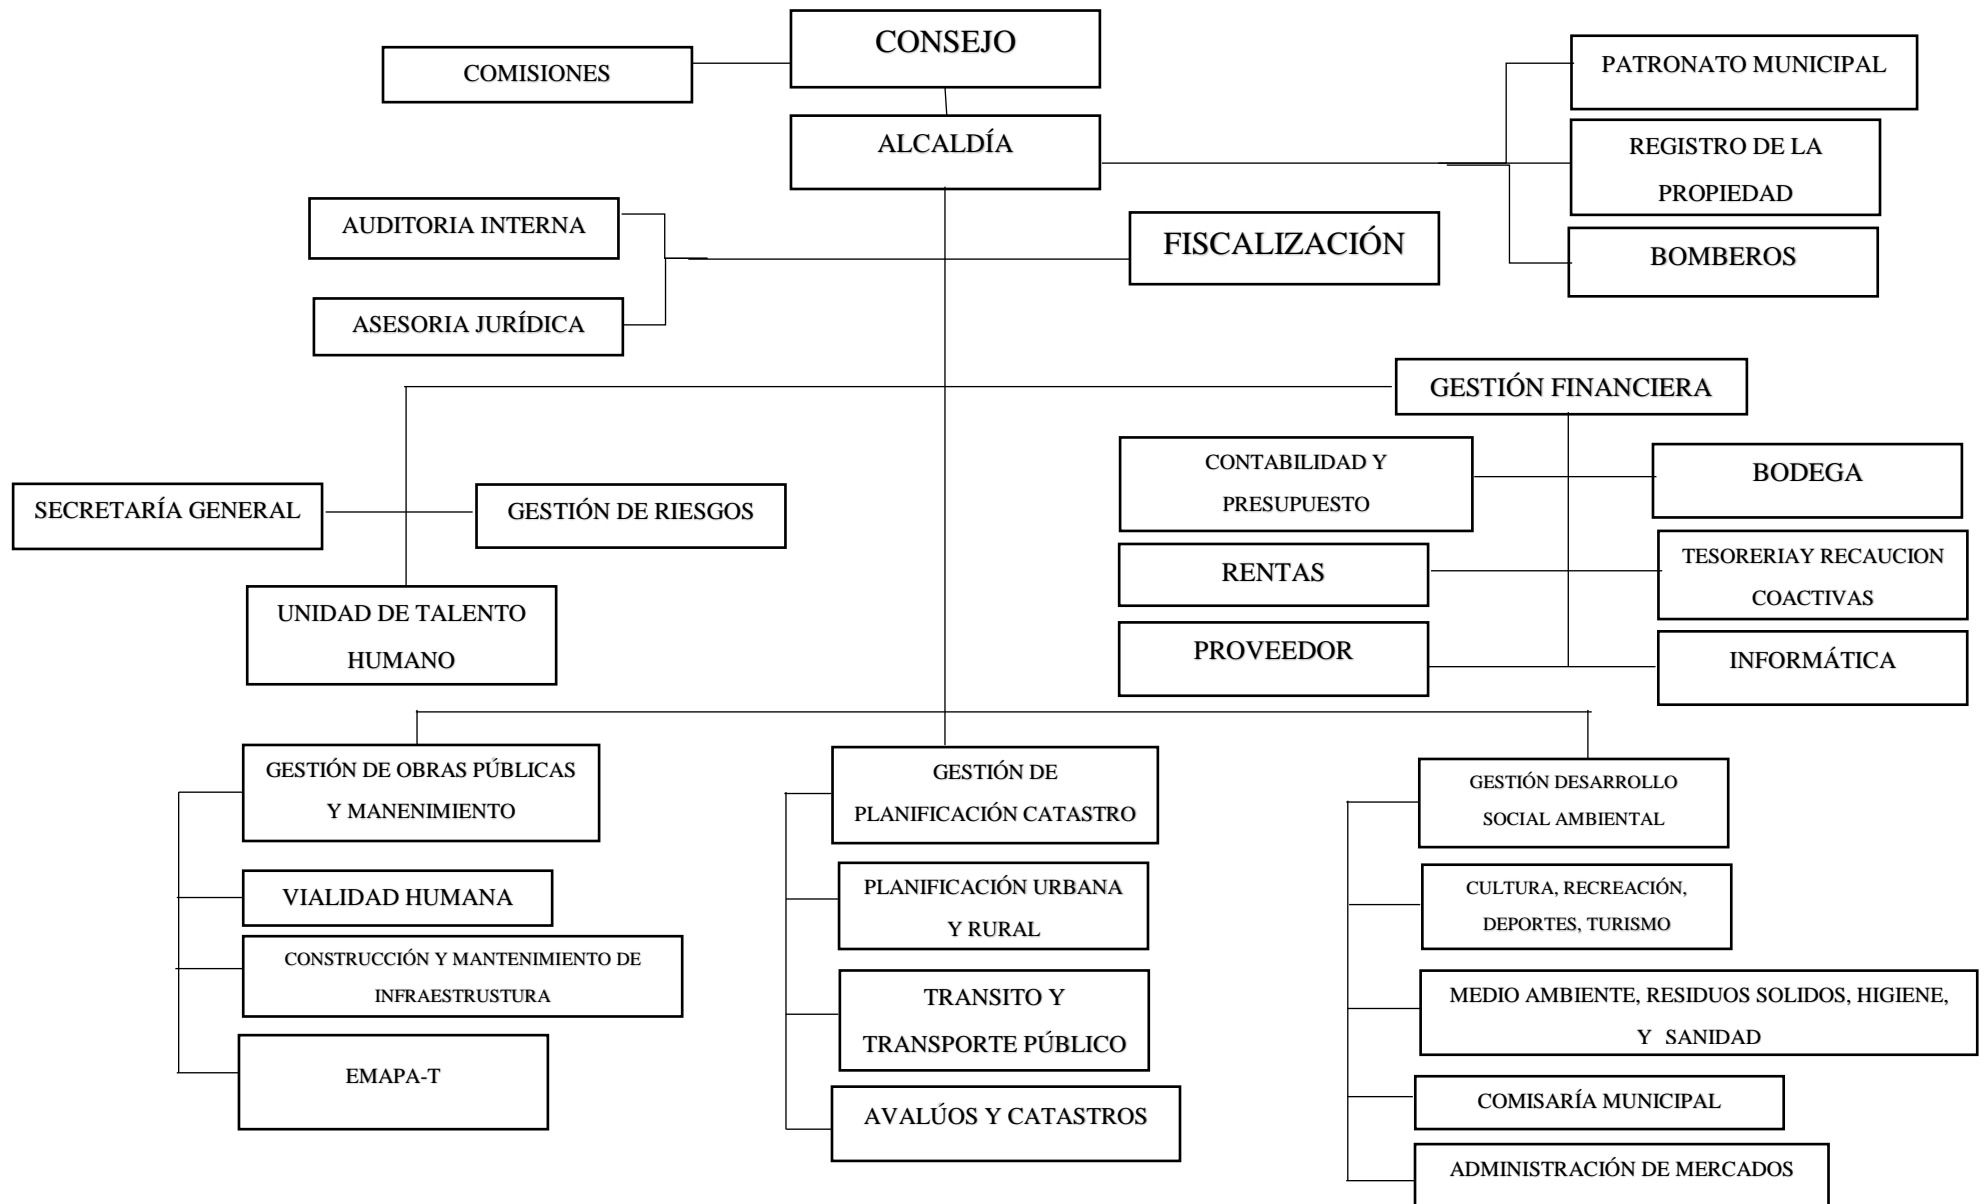 CONSEJO
COMISIONES
PATRONATO MUNICIPAL
ALCALDÍA
REGISTRO DE LA
PROPIEDAD
AUDITORIA INTERNA
FISCALIZACIÓN
BOMBEROS
ASESORIA JURÍDICA
GESTIÓN FINANCIERA
CONTABILIDAD Y
PRESUPUESTO
BODEGA
SECRETARÍA GENERAL
GESTIÓN DE RIESGOS
RENTAS
TESORERIAY RECAUCION
COACTIVAS
UNIDAD DE TALENTO
HUMANO
PROVEEDOR
INFORMÁTICA
GESTIÓN DE OBRAS PÚBLICAS
Y MANENIMIENTO
VIALIDAD HUMANA
CONSTRUCCIÓN Y MANTENIMIENTO DE
INFRAESTRUSTURA
EMAPA-T
GESTIÓN DE
PLANIFICACIÓN CATASTRO
PLANIFICACIÓN URBANA
Y RURAL
TRANSITO Y
TRANSPORTE PÚBLICO
AVALÚOS Y CATASTROS
GESTIÓN DESARROLLO
SOCIAL AMBIENTAL
CULTURA, RECREACIÓN,
DEPORTES, TURISMO
MEDIO AMBIENTE, RESIDUOS SOLIDOS, HIGIENE,
Y SANIDAD
COMISARÍA MUNICIPAL
ADMINISTRACIÓN DE MERCADOS